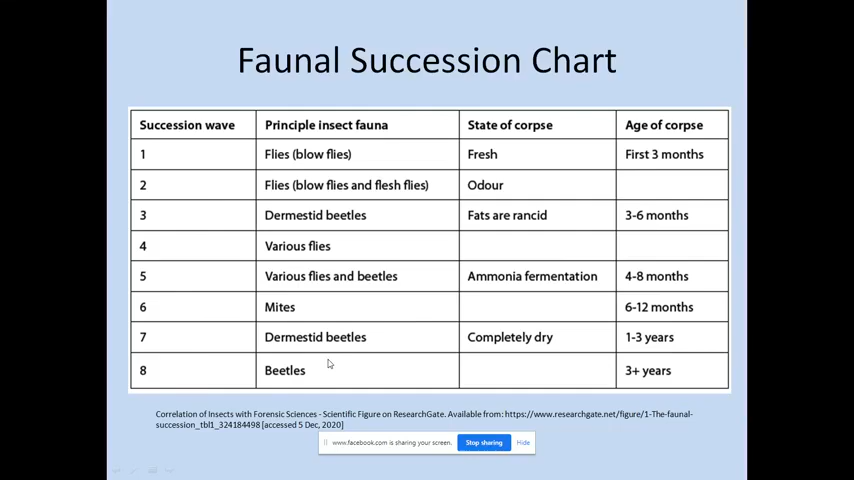 Faunal Succession Chart
Succession wave Principle insect fauna State of corpse Age of corpse
1 Flies (blow flies) Fresh First 3 months
2 Flies (blow flies and flesh flies) Odour
3 Dermestid beetles Fats are rancid 3-6 months
4 Various flies
5 Various flies and beetles Ammonia fermentation 4-8 months
6 Mites 6-12 months
7 Dermestid beetles Completely dry 1-3 years
8 Beetles 3+ years
Correlation of Insects with Forensic Sciences - Scientific Figure on ResearchGate. Available from: https://www.researchgate.net/figure/1-The-faunal-
succession_tbl1_324184498 [accessed 5 Dec, 2020]
www.facebook.com is sharing your screen. Stop sharing Hide